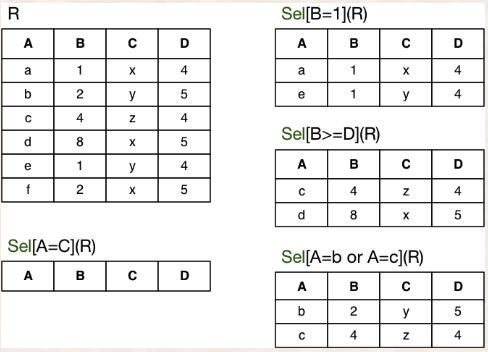 R
A B C D
a 1 x 4
b 2 y 5
c 4 z 4
d 8 x 5
e 1 y 4
f 2 x 5
Sel[A=C](R)
A B C D
Sel[B=1](R)
A B C D
a 1 x 4
e 1 y 4
Sel[B>=D](R)
A B C D
c 4 z 4
d 8 x 5
Sel[A=b or A=c](R)
A B C D
b 2 y 5
c 4 z 4